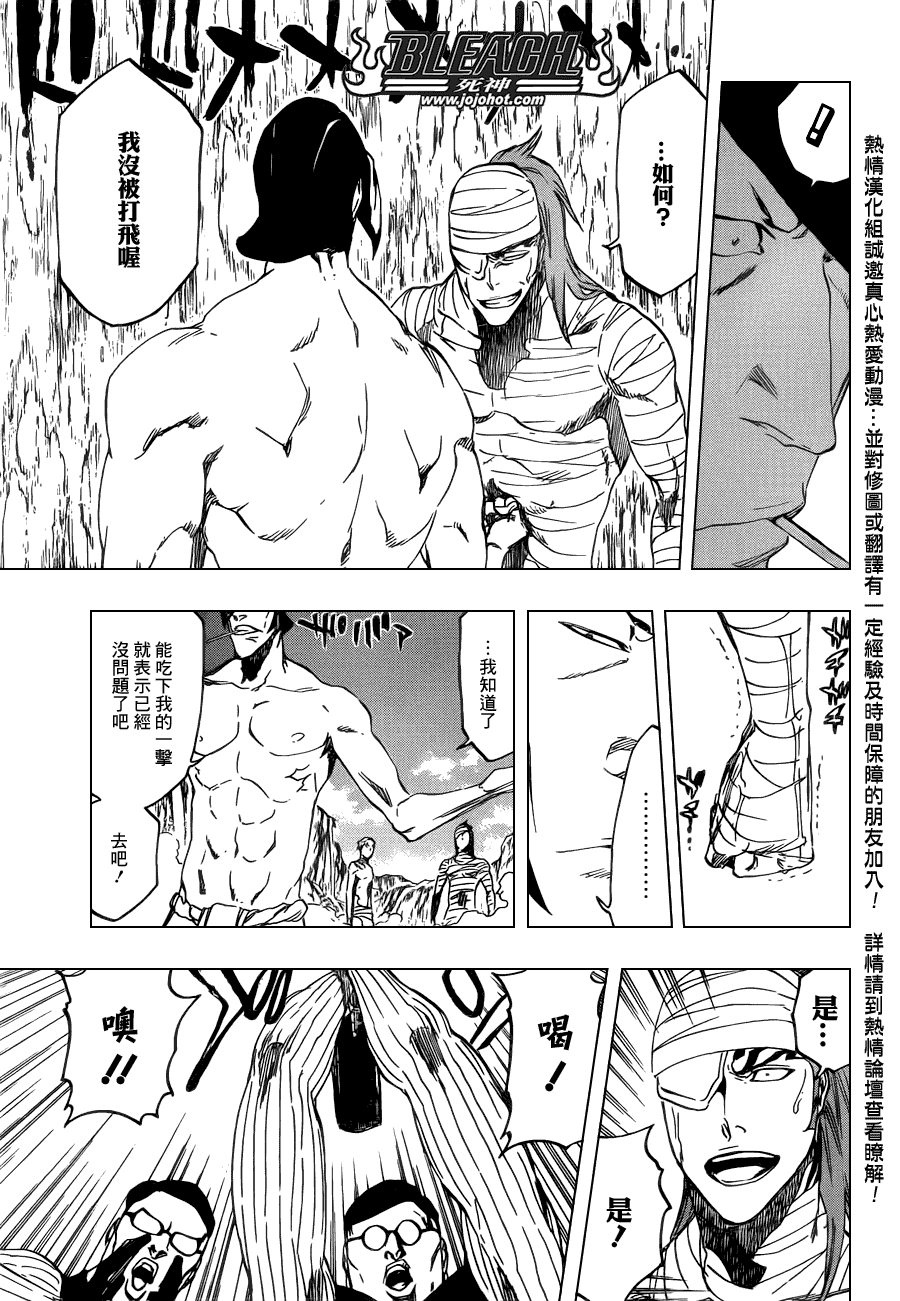 BLEACH
死神
www.jojohot.com
!
…如何?
我沒被打飛喔
…………
…我知道了
能吃下我的一擊
就表示已經
沒問題了吧
去吧!
是…
是!
喝!
噢!!
熱情漢化組誠邀真心熱愛動漫…並對修圖或翻譯有一定經驗及時間保障的朋友加入! 詳情請到熱情論壇查看瞭解!